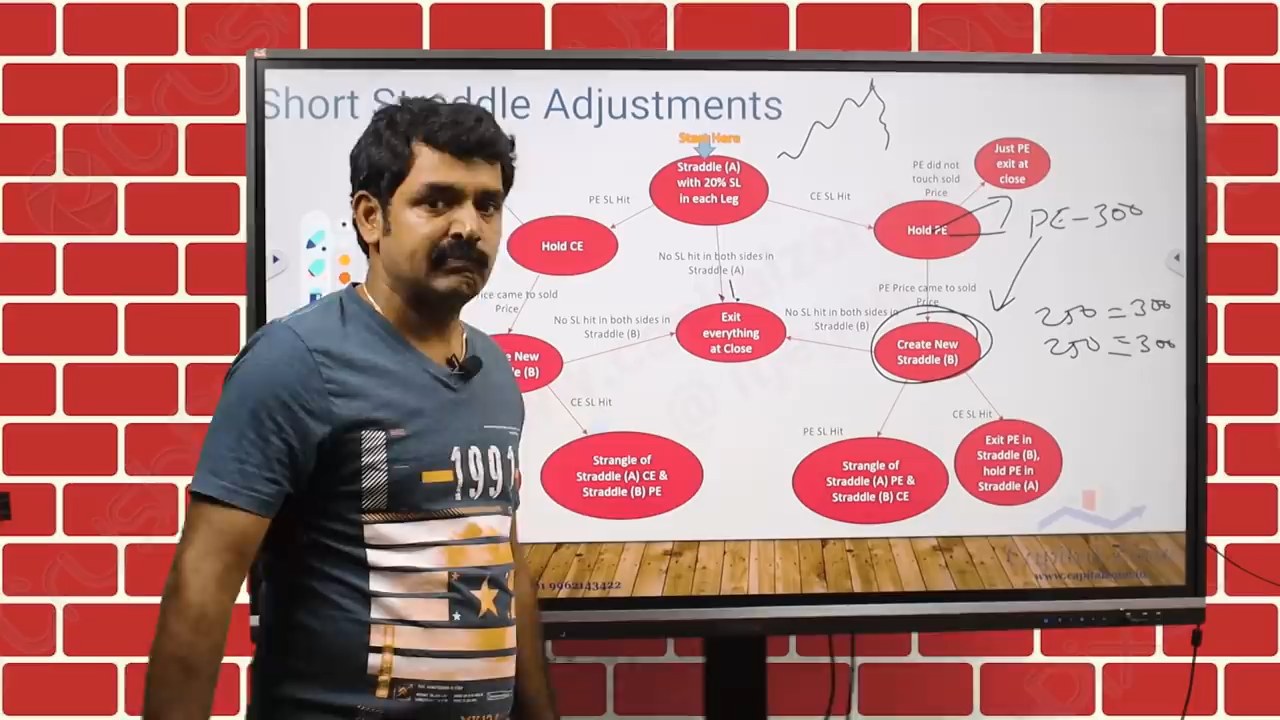 Short Straddle Adjustments
Start Here
Straddle (A)
with 20% SL
in each Leg
PE SL Hit
CE SL Hit
PE did not
touch sold
Price
Just PE
exit at
close
Hold CE
Hold PE
PE-300
No SL hit in both sides in
Straddle (A)
rice came to sold
Price
PE Price came to sold
Price
No SL hit in both sides in
Straddle (B)
Exit
everything
at Close
No SL hit in both sides in
Straddle (B)
250 = 300
250 = 300
e New
le (B)
Create New
Straddle (B)
CE SL Hit
PE SL Hit
CE SL Hit
Strangle of
Straddle (A) CE &
Straddle (B) PE
Strangle of
Straddle (A) PE &
Straddle (B) CE
Exit PE in
Straddle (B),
hold PE in
Straddle (A)
1991
91 9962143422